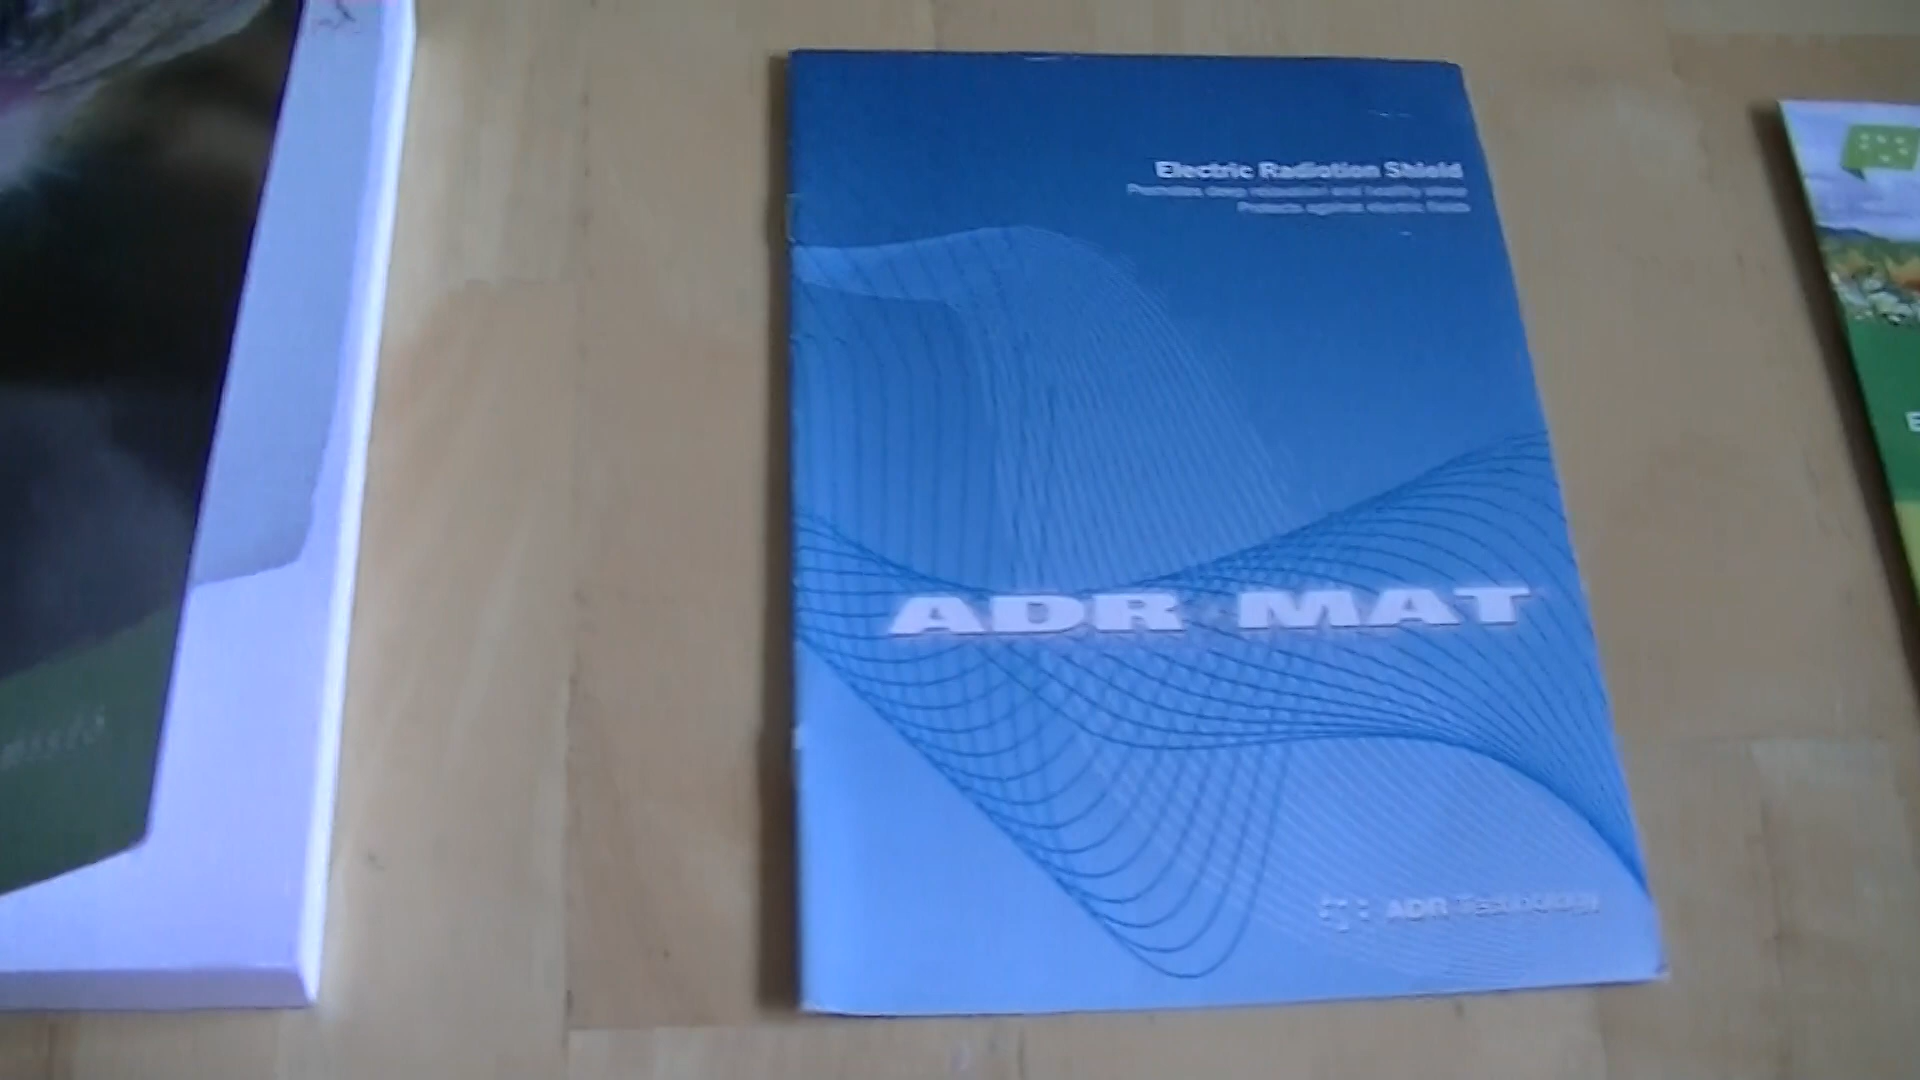 Electric Radiation Shield
Promotes deep relaxation and healthy sleep
Protects against electric fields
ADR MAT
ADR Technology
E